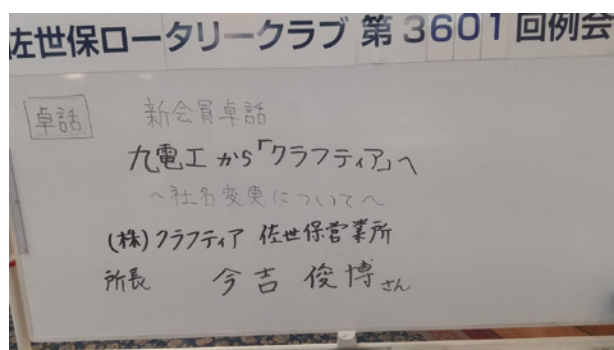 佐世保ロータリークラブ 第3601回例会
卓話 新会員卓話
九電工から「クラフティア」へ
~社名変更について~
(株)クラフティア 佐世保営業所
所長 今吉 俊博さん